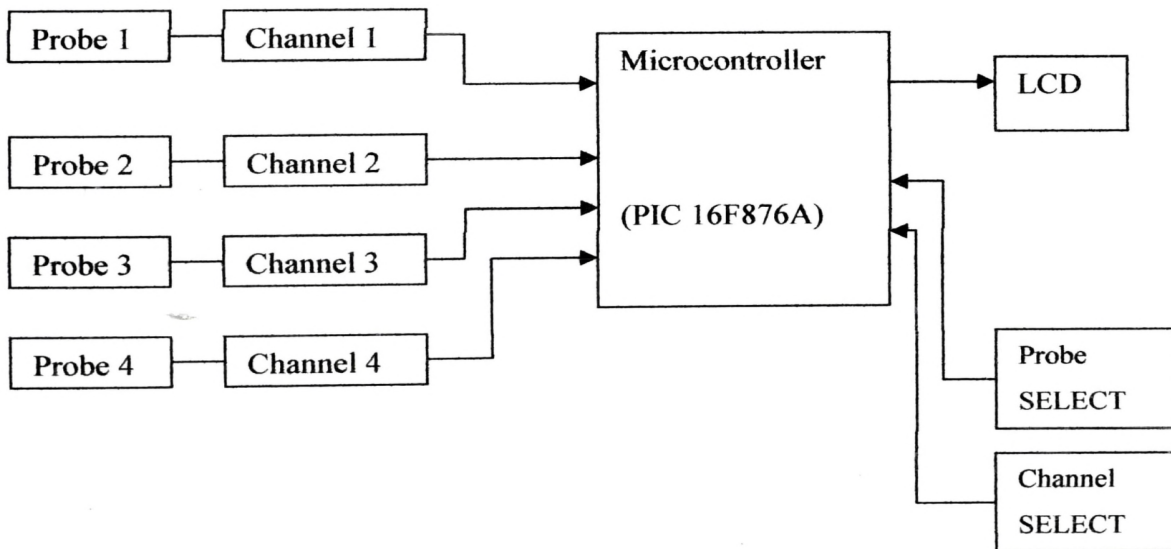 Probe 1
Channel 1
Probe 2
Channel 2
Probe 3
Channel 3
Probe 4
Channel 4
Microcontroller
(PIC 16F876A)
LCD
Probe
SELECT
Channel
SELECT